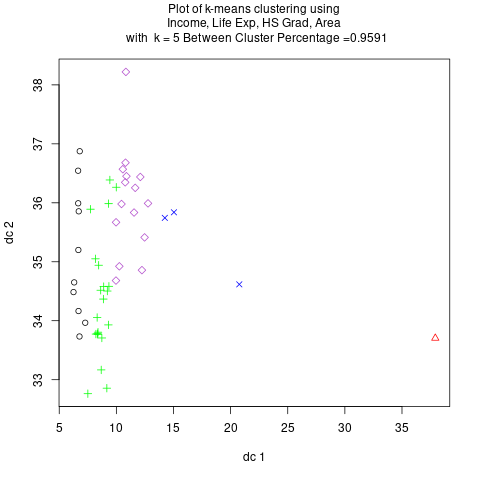 Plot of k-means clustering using
Income, Life Exp, HS Grad, Area
with k = 5 Between Cluster Percentage =0.9591
38
37
36
35
34
33
dc 2
5 10 15 20 25 30 35
dc 1